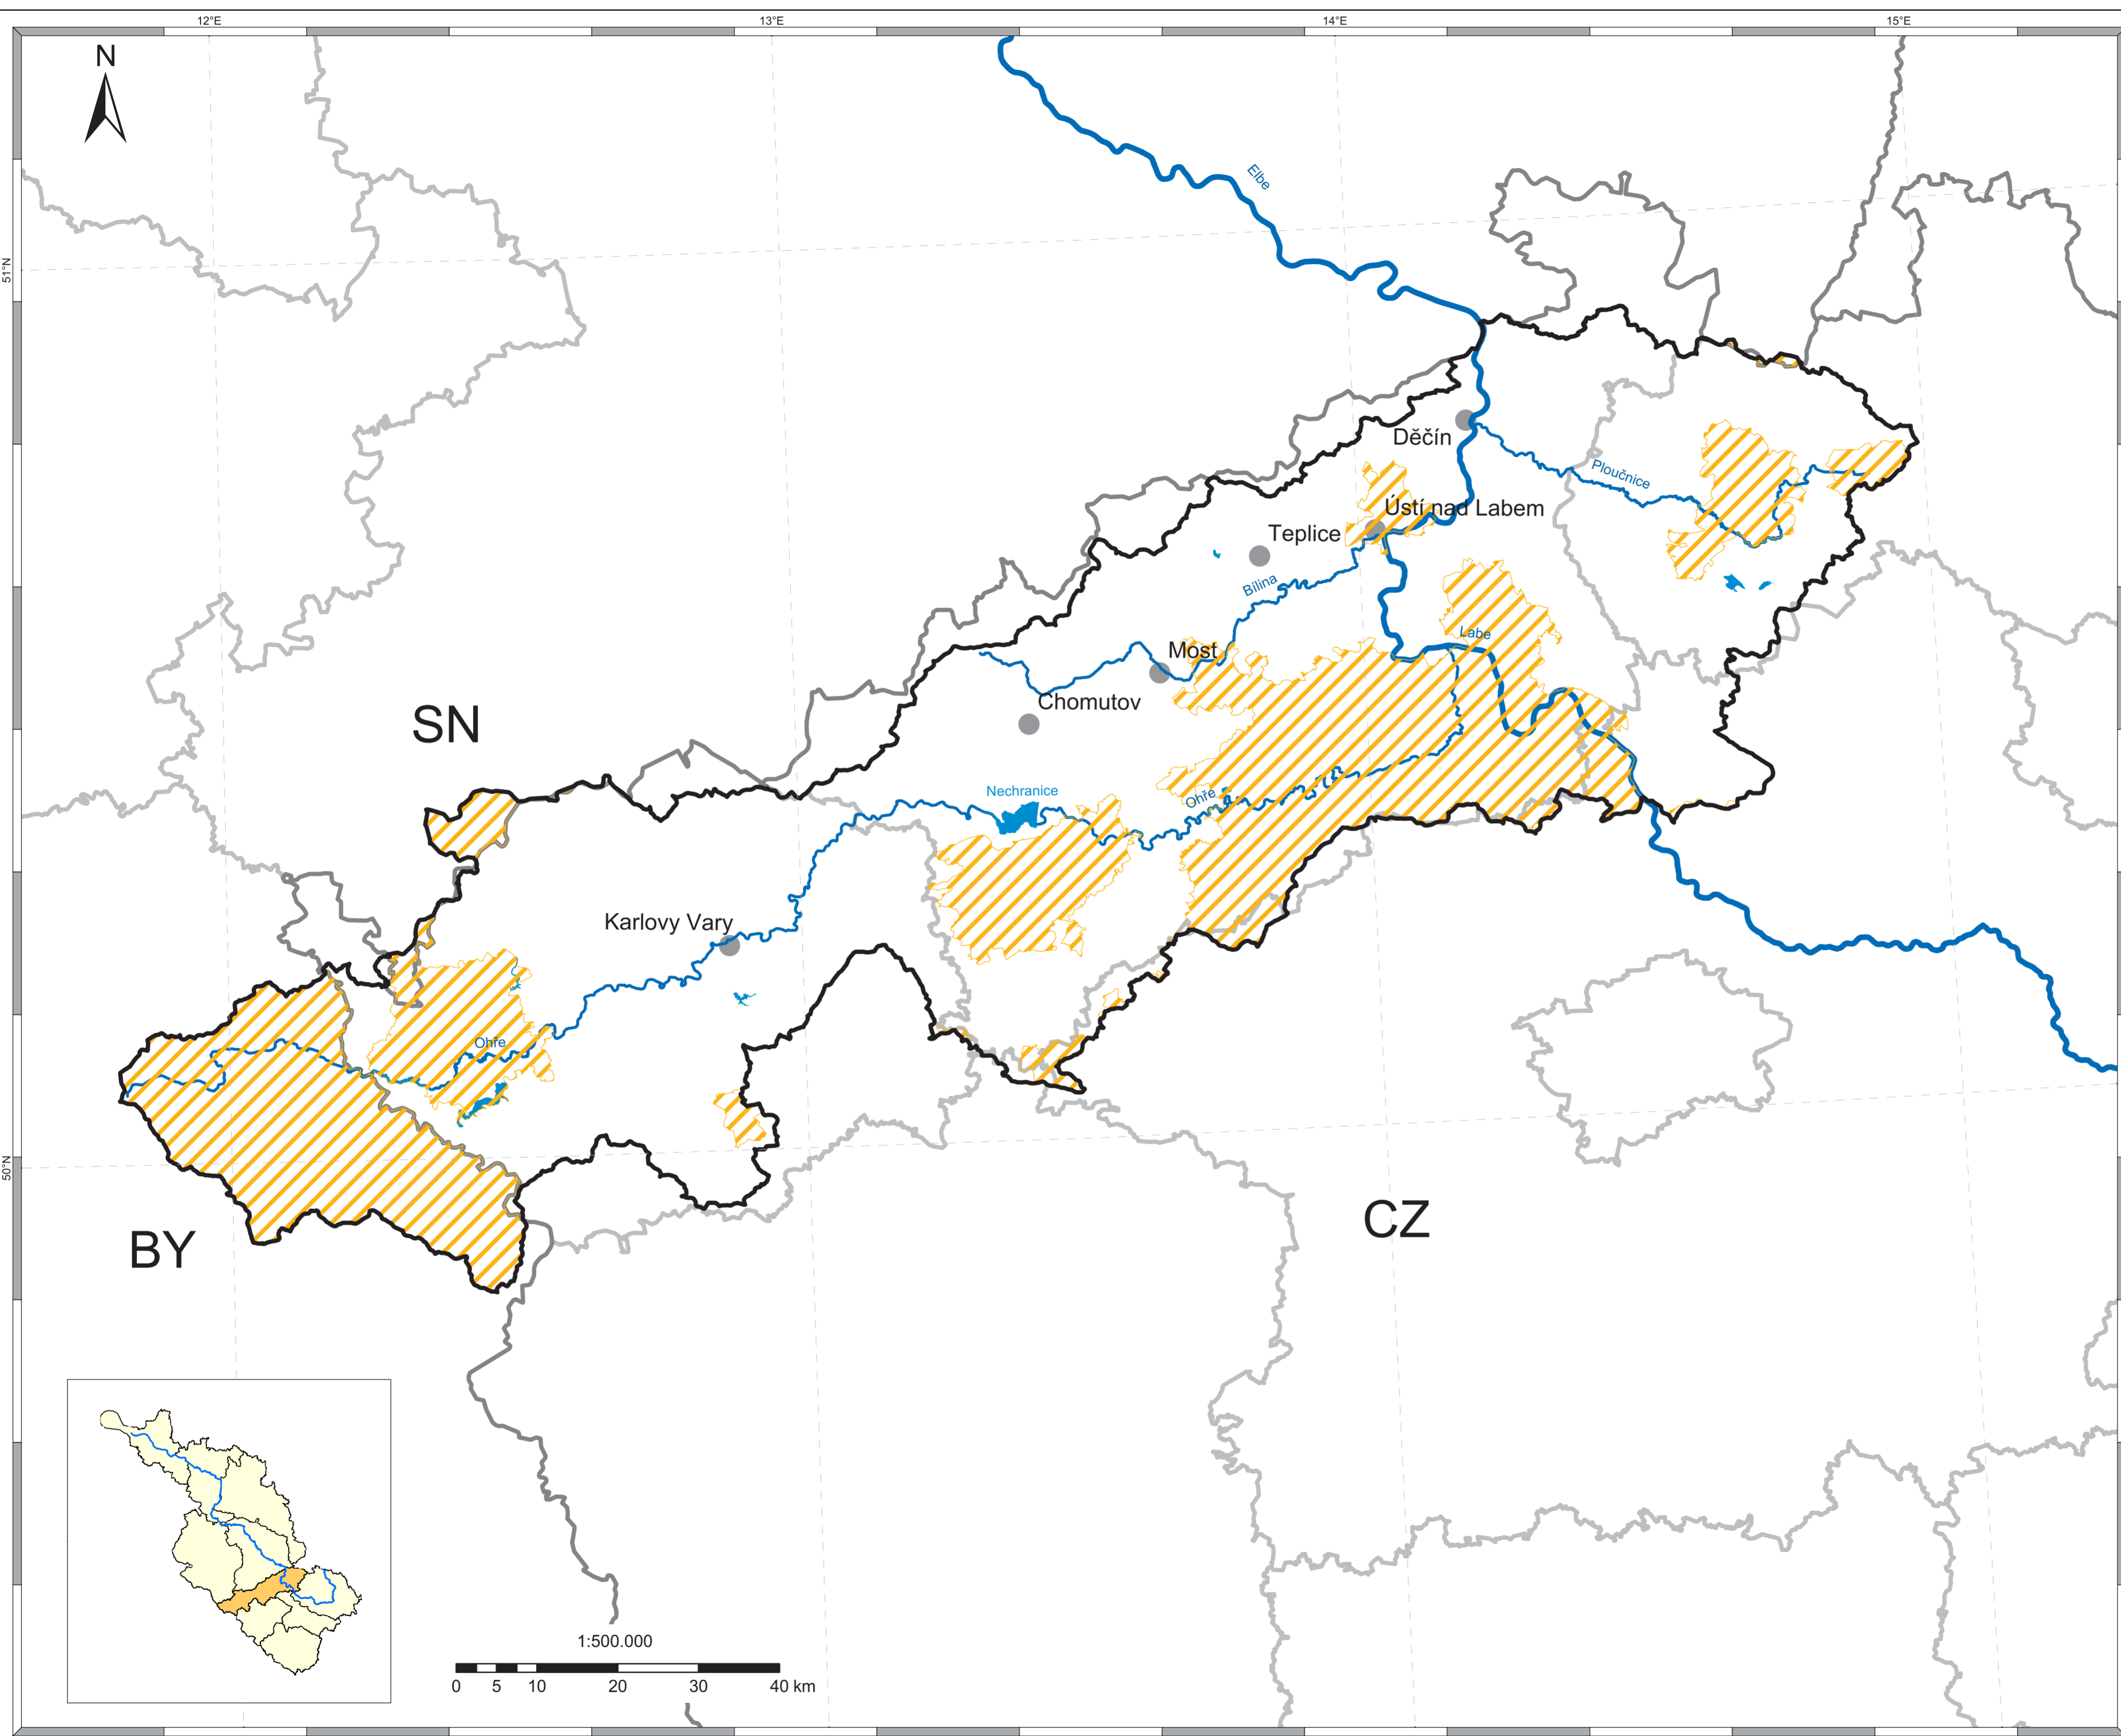 12°E
13°E
14°E
15°E
N
Elbe
51°N
Děčín
Ploučnice
Ústí nad Labem
Teplice
Bílina
Labe
Most
Chomutov
SN
Nechranice
Ohře
Karlovy Vary
Ohře
50°N
CZ
BY
1:500.000
0 5 10 20 30 40 km